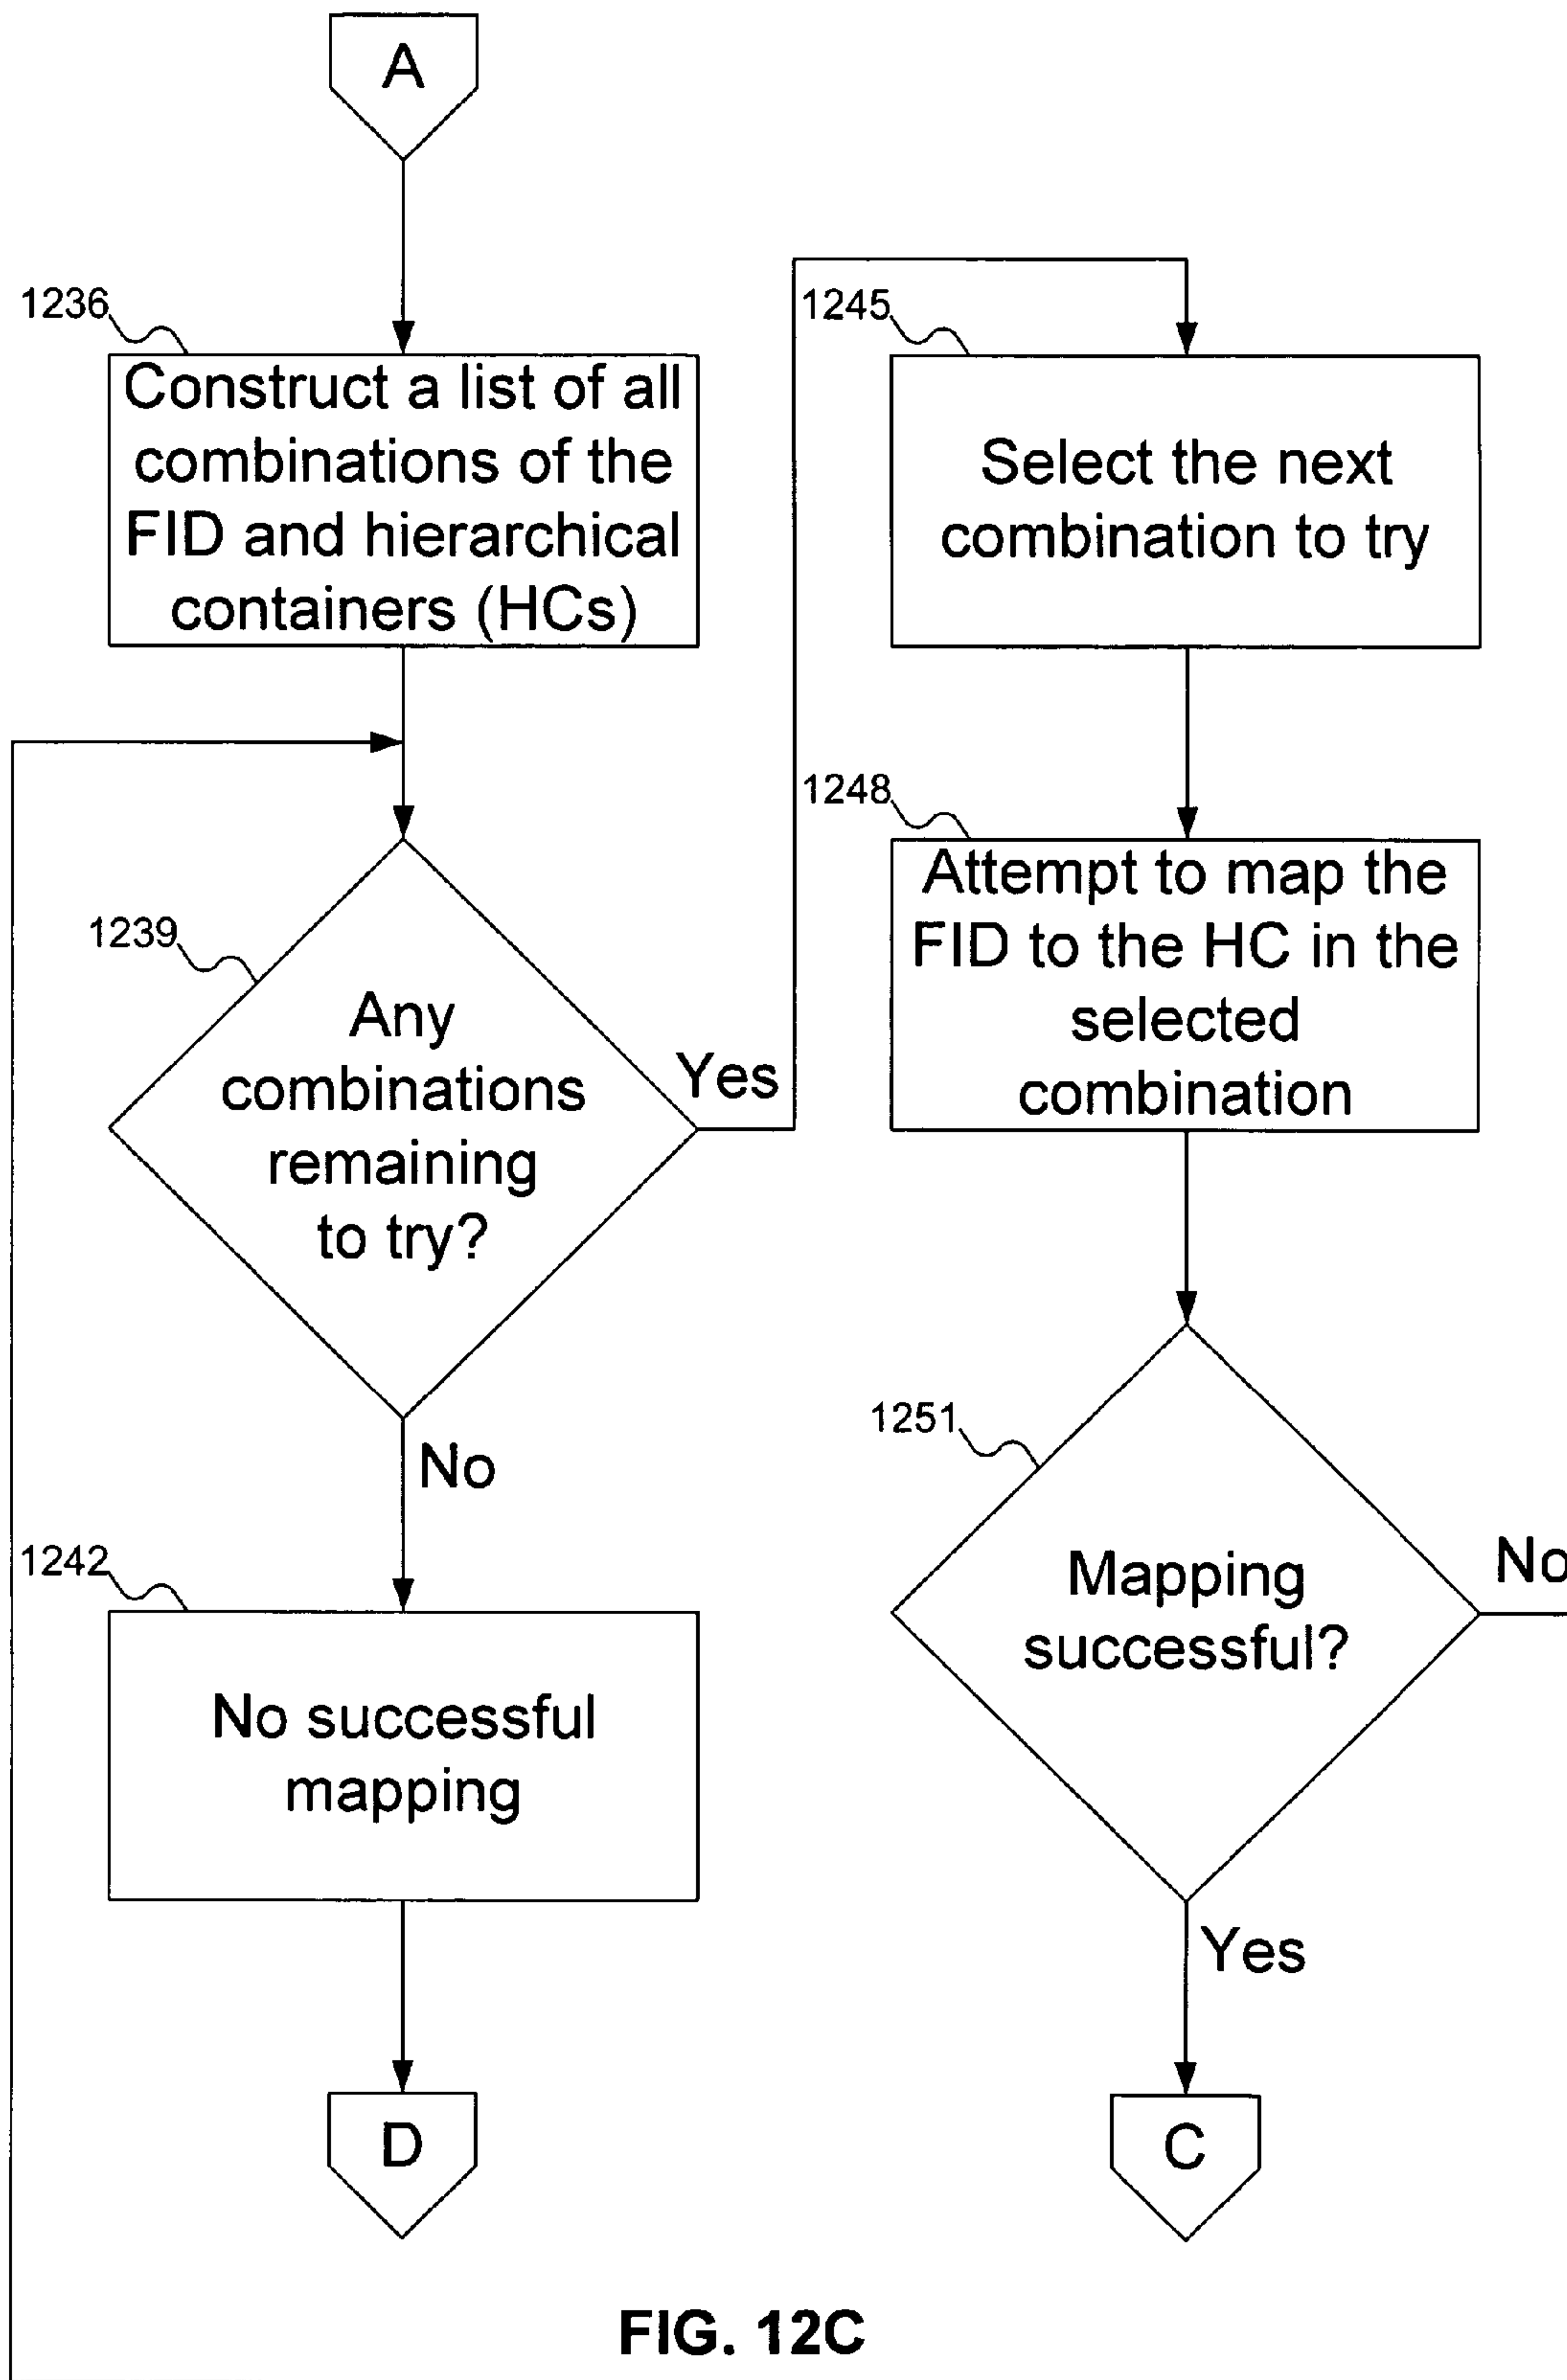 A
1236
Construct a list of all
combinations of the
FID and hierarchical
containers (HCs)
1239
Any
combinations
remaining
to try?
Yes
No
1242
No successful
mapping
D
1245
Select the next
combination to try
1248
Attempt to map the
FID to the HC in the
selected
combination
1251
Mapping
successful?
No
Yes
C
FIG. 12C